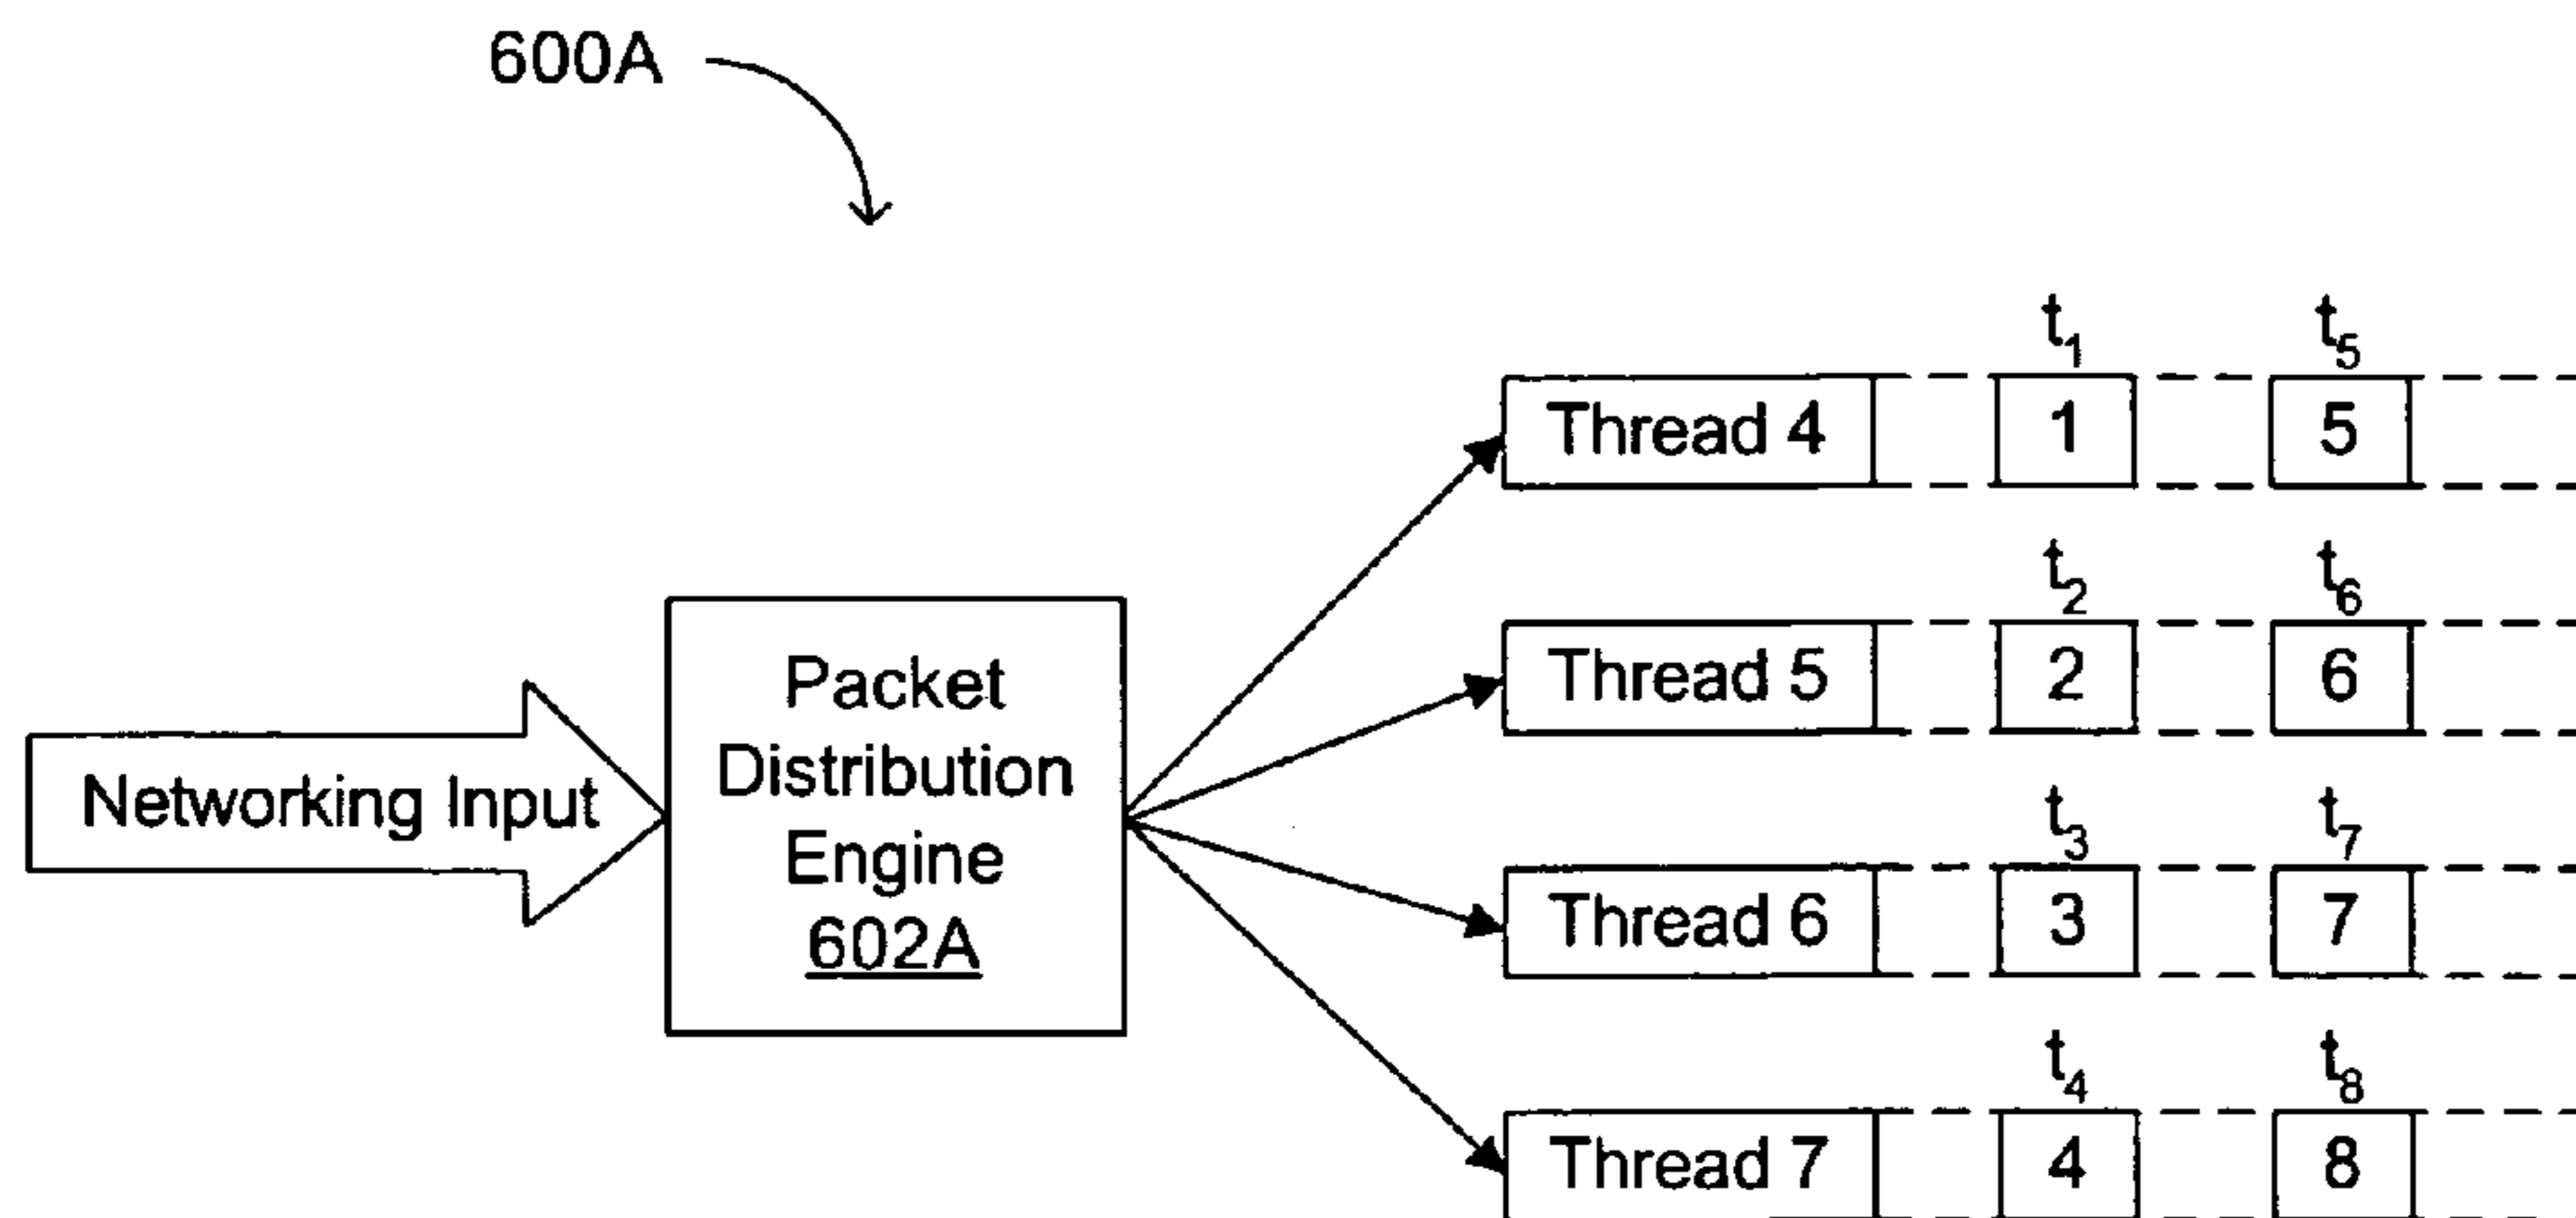 600A
t1 t5
Thread 4 1 5
t2 t6
Thread 5 2 6
Packet
Distribution
Engine
602A
Networking Input
t3 t7
Thread 6 3 7
t4 t8
Thread 7 4 8